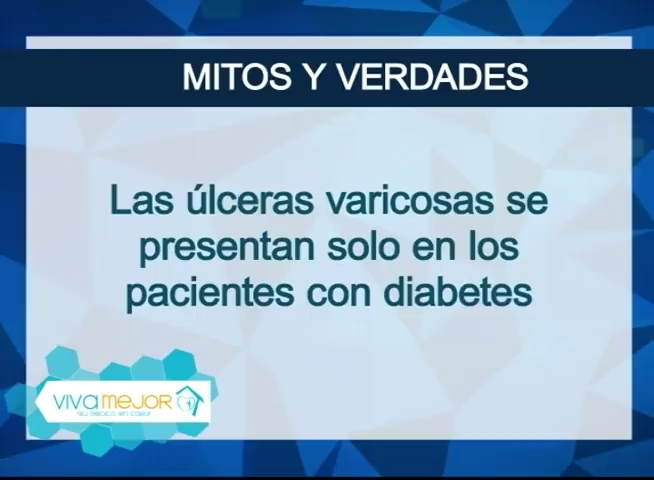 MITOS Y VERDADES
Las úlceras varicosas se
presentan solo en los
pacientes con diabetes
VIVA MEJOR